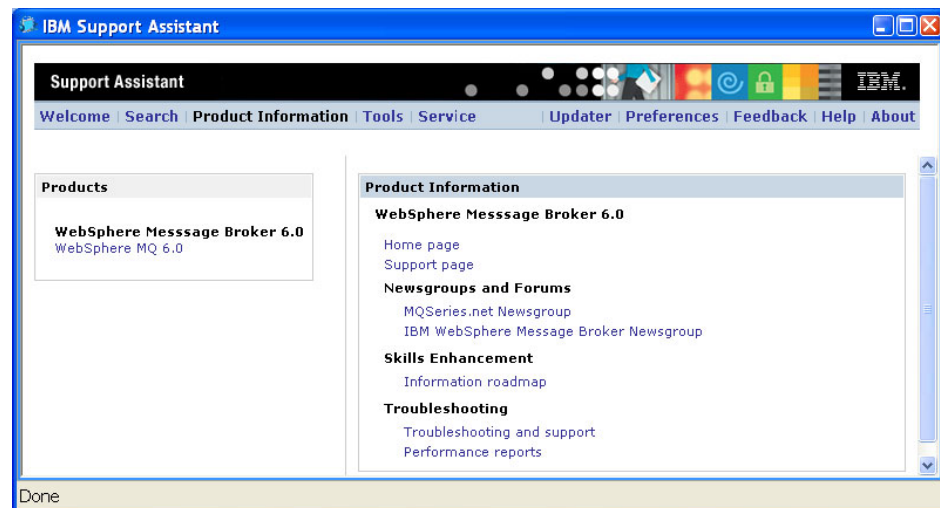 IBM Support Assistant
Support Assistant
IBM.
Welcome | Search | Product Information | Tools | Service | Updater | Preferences | Feedback | Help | About
Products
WebSphere Messsage Broker 6.0
WebSphere MQ 6.0
Product Information
WebSphere Messsage Broker 6.0
Home page
Support page
Newsgroups and Forums
MQSeries.net Newsgroup
IBM WebSphere Message Broker Newsgroup
Skills Enhancement
Information roadmap
Troubleshooting
Troubleshooting and support
Performance reports
Done